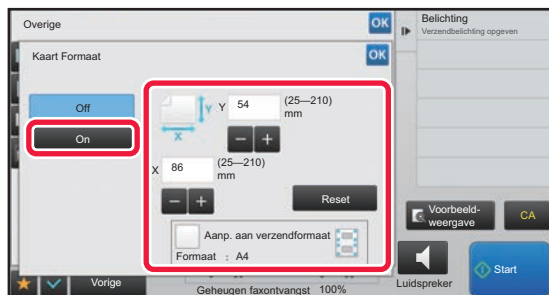 Overige
OK
Belichting
Verzendbelichting opgeven
Kaart Formaat
OK
Off
On
Y
X
Y 54 (25—210)
mm
X 86 (25—210)
mm
Reset
Aanp. aan verzendformaat
Formaat : A4
Voorbeeld-
weergave
CA
Vorige
Geheugen faxontvangst 100%
Luidspreker
Start